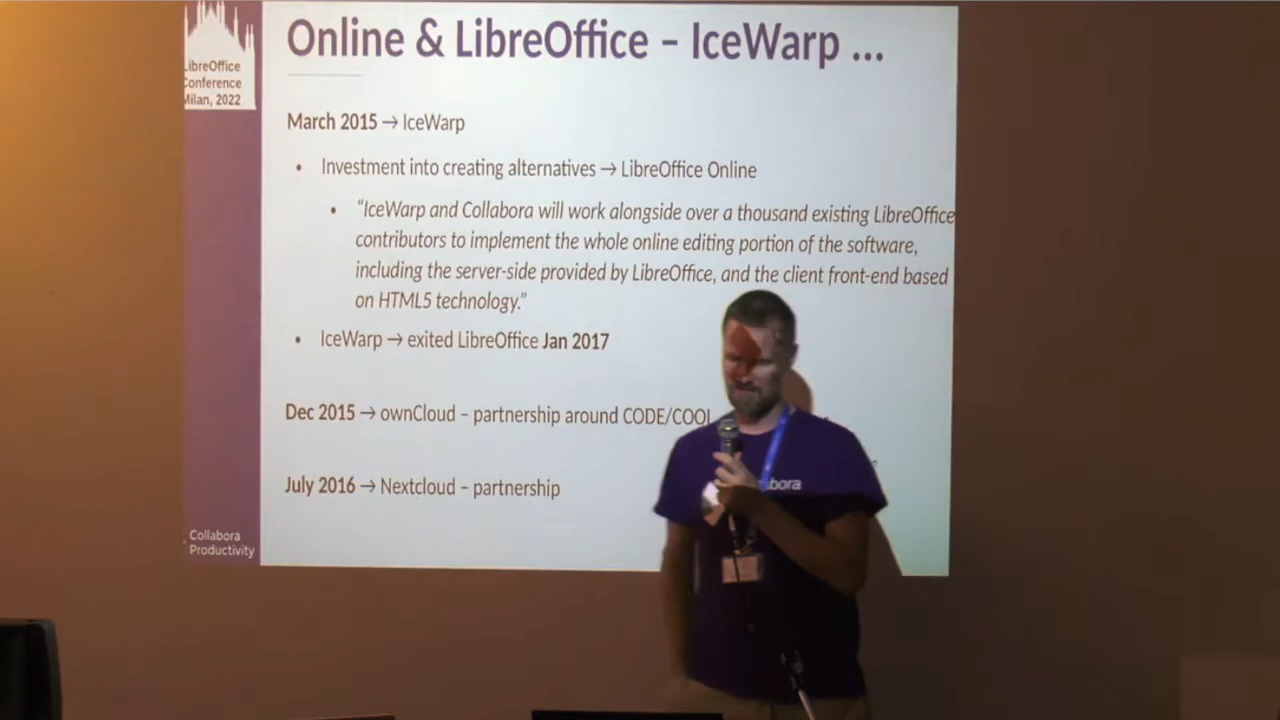 Online & LibreOffice – IceWarp ...
LibreOffice
Conference
Milan, 2022
March 2015 → IceWarp
• Investment into creating alternatives → LibreOffice Online
• “IceWarp and Collabora will work alongside over a thousand existing LibreOffice
contributors to implement the whole online editing portion of the software,
including the server-side provided by LibreOffice, and the client front-end based
on HTML5 technology.”
• IceWarp → exited LibreOffice Jan 2017
Dec 2015 → ownCloud – partnership around CODE/COOL
July 2016 → Nextcloud – partnership
bora
Collabora
Productivity